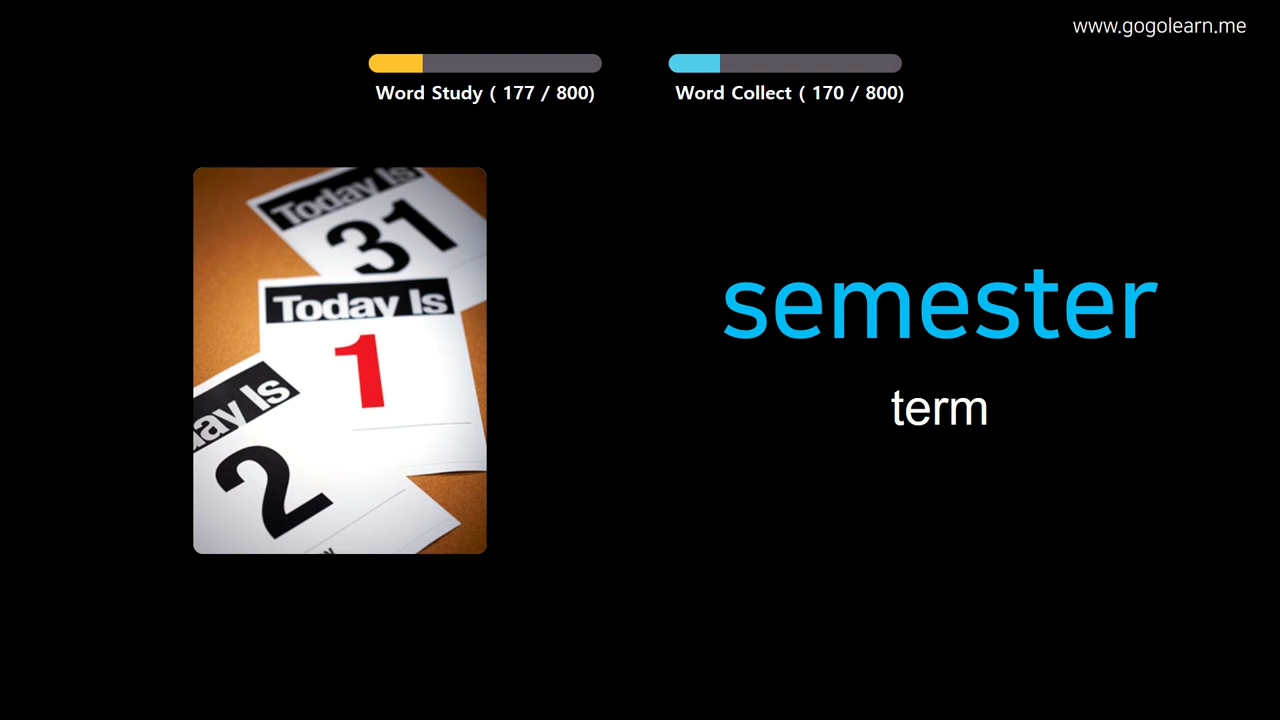 www.gogolearn.me
Word Study ( 177 / 800)
Word Collect ( 170 / 800)
Today Is
31
Today Is
1
ay Is
2
semester
term